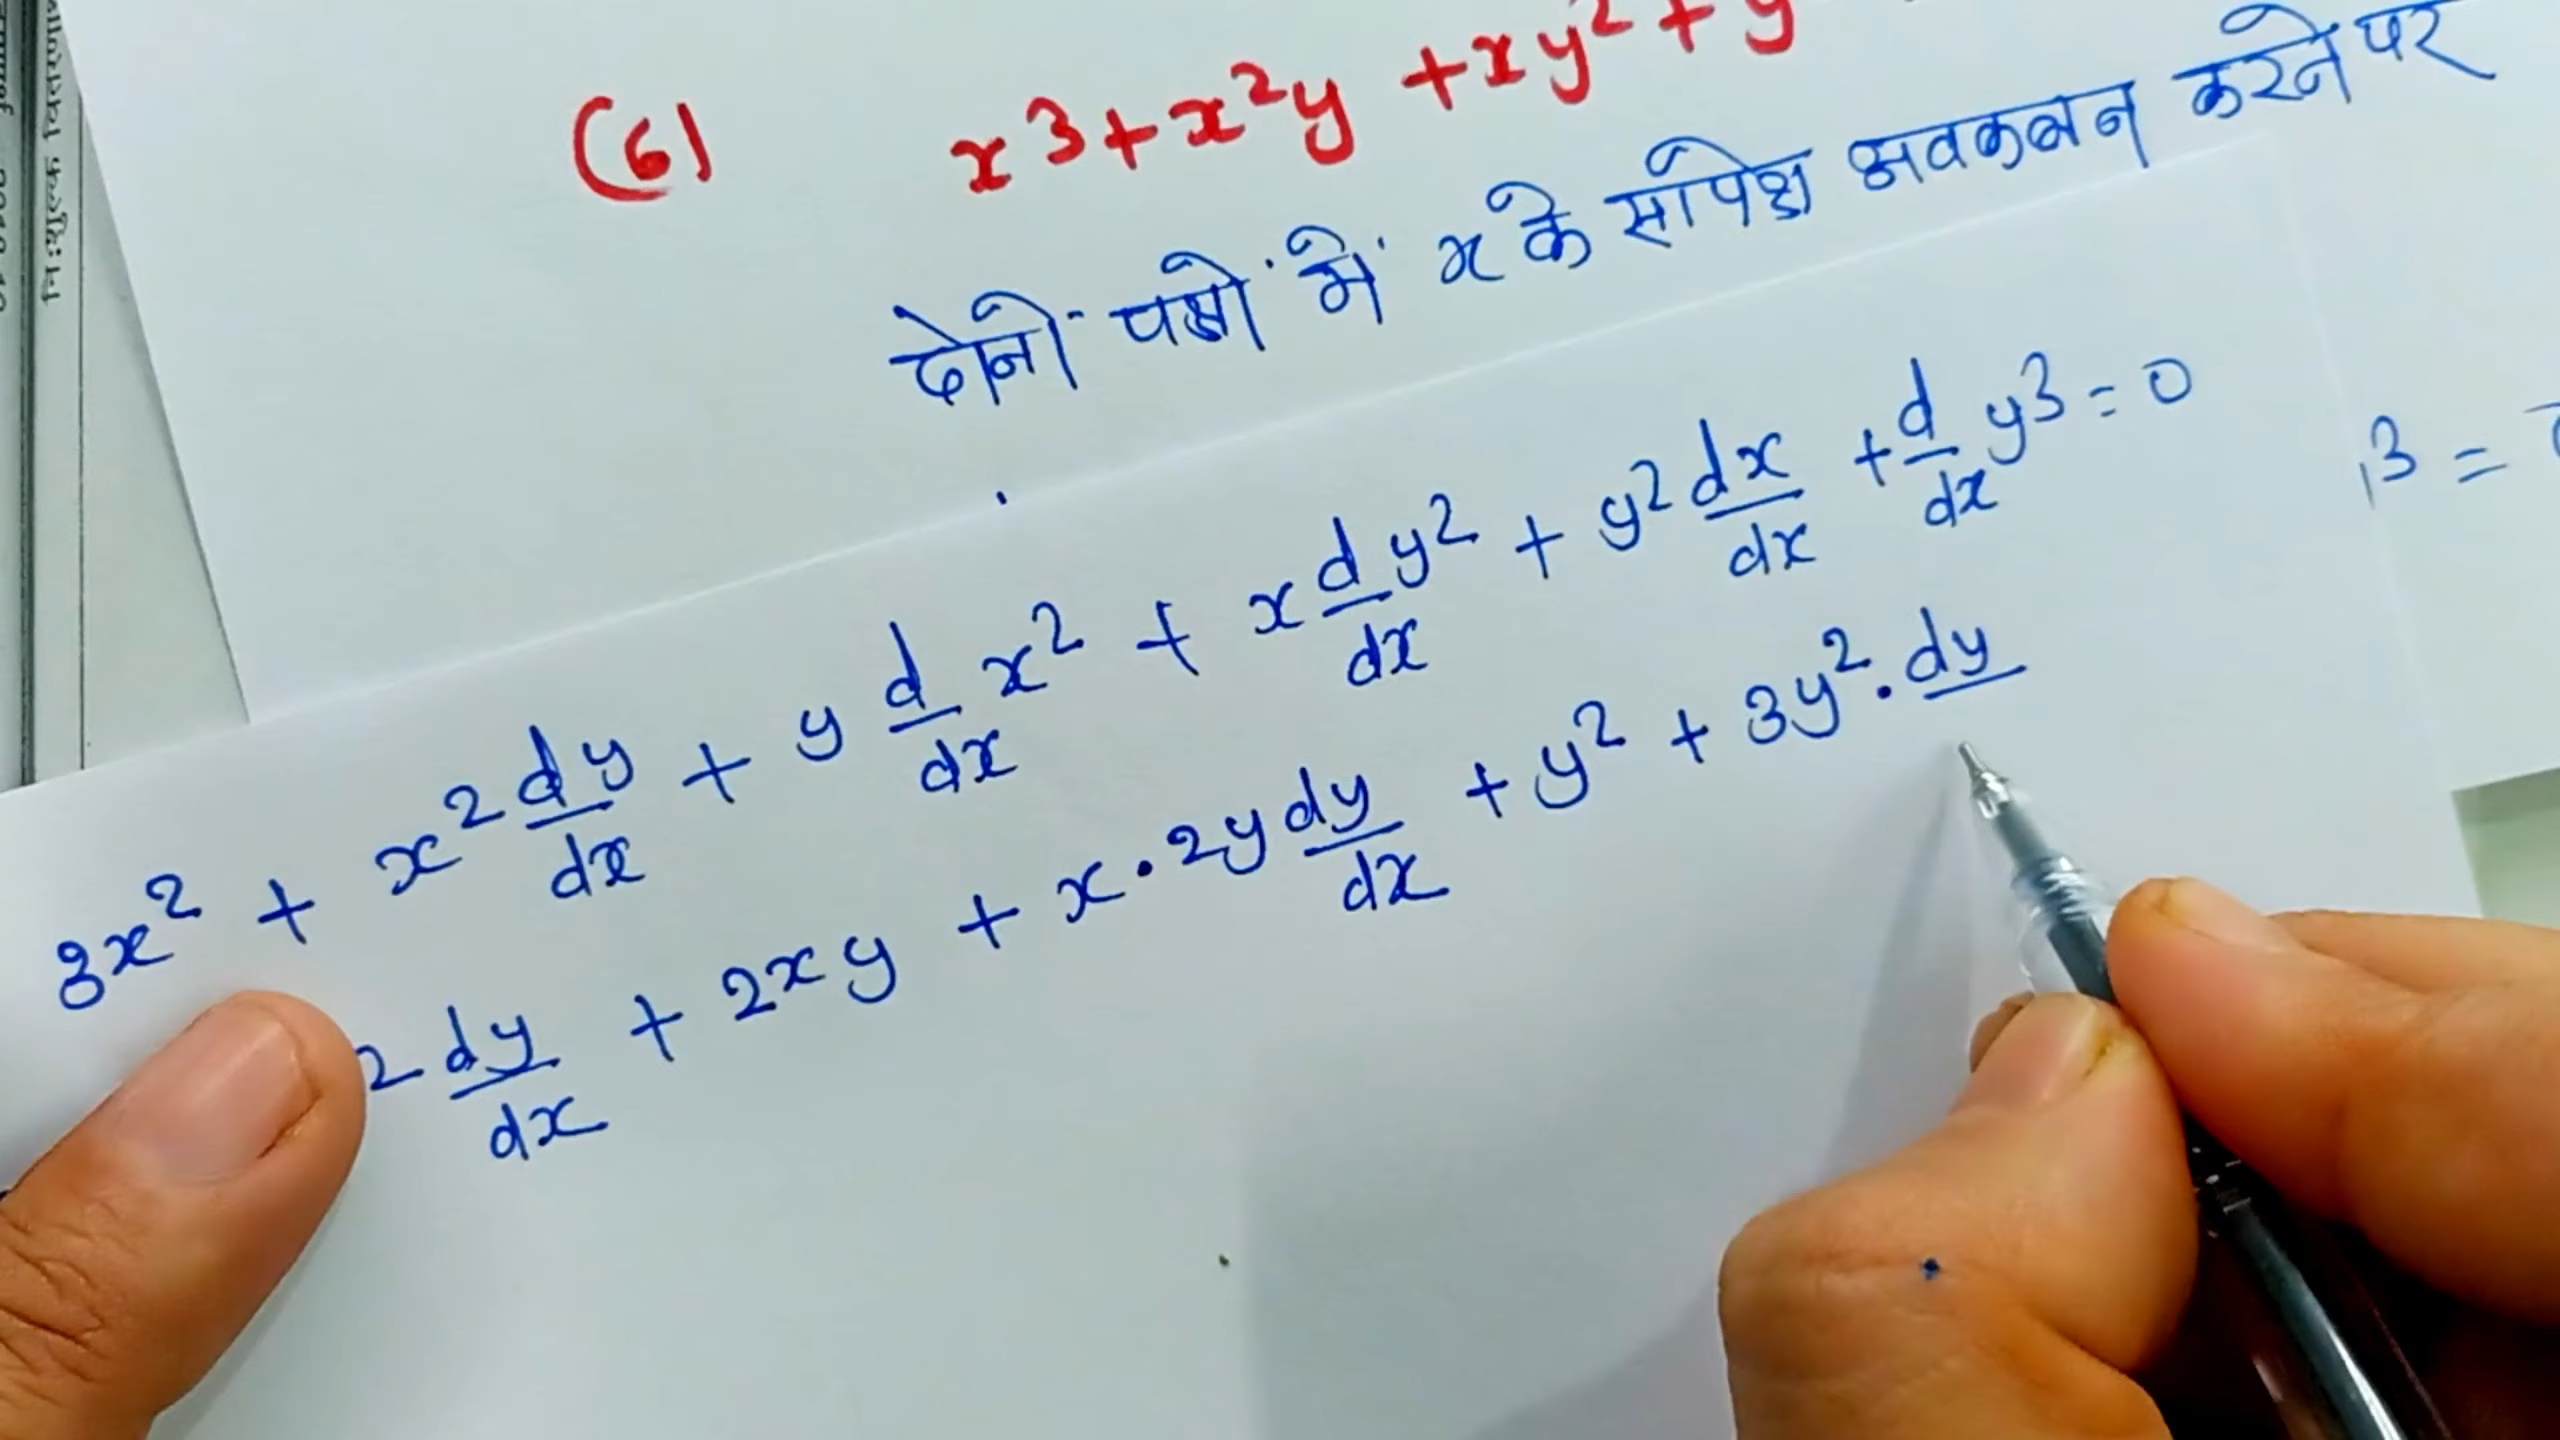 (6) x³ + x²y + xy² + y
दोनों पक्षों में x के सापेक्ष अवकलन करने पर
3 =
3x² + x² dy/dx + y d/dx x² + x d/dx y² + y² dx/dx + d/dx y³ = 0
2 dy/dx + 2xy + x · 2y dy/dx + y² + 3y² · dy